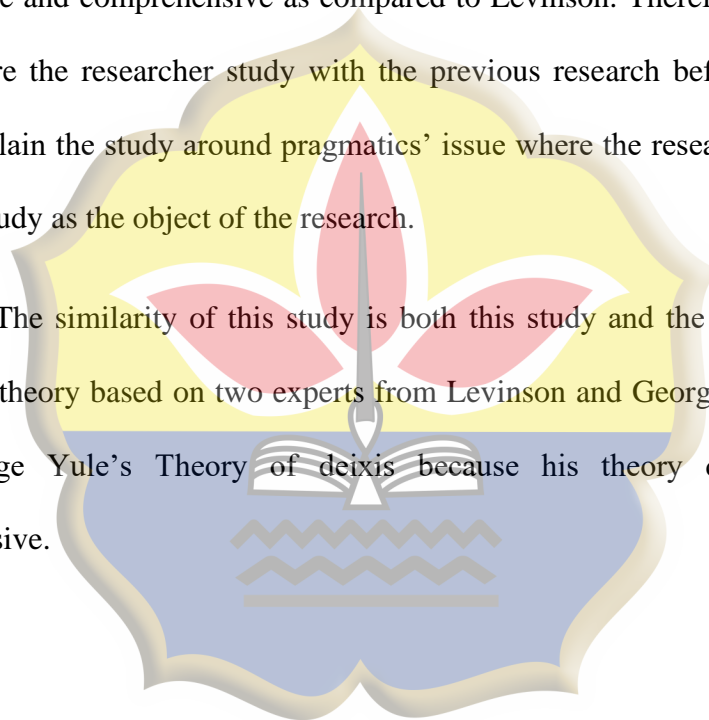 e and comprehensive as compared to Levinson. Therei
re the researcher study with the previous research bef
lain the study around pragmatics' issue where the resea
udy as the object of the research.
The similarity of this study is both this study and the
theory based on two experts from Levinson and Georg
ge Yule's Theory of deixis because his theory c
sive.